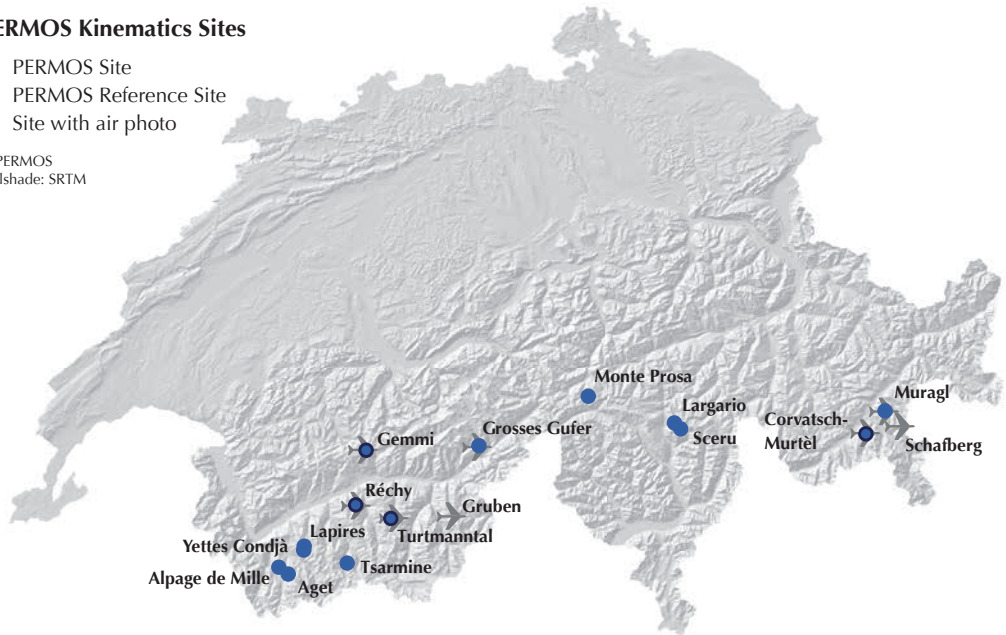 ERMOS Kinematics Sites
PERMOS Site
PERMOS Reference Site
Site with air photo
PERMOS
lshade: SRTM
Monte Prosa
Muragl
Largario
Corvatsch-
Murtèl
Sceru
Schafberg
Gemmi
Grosses Gufer
Réchy
Gruben
Turtmanntal
Lapires
Yettes Condjà
Tsarmine
Alpage de Mille
Aget